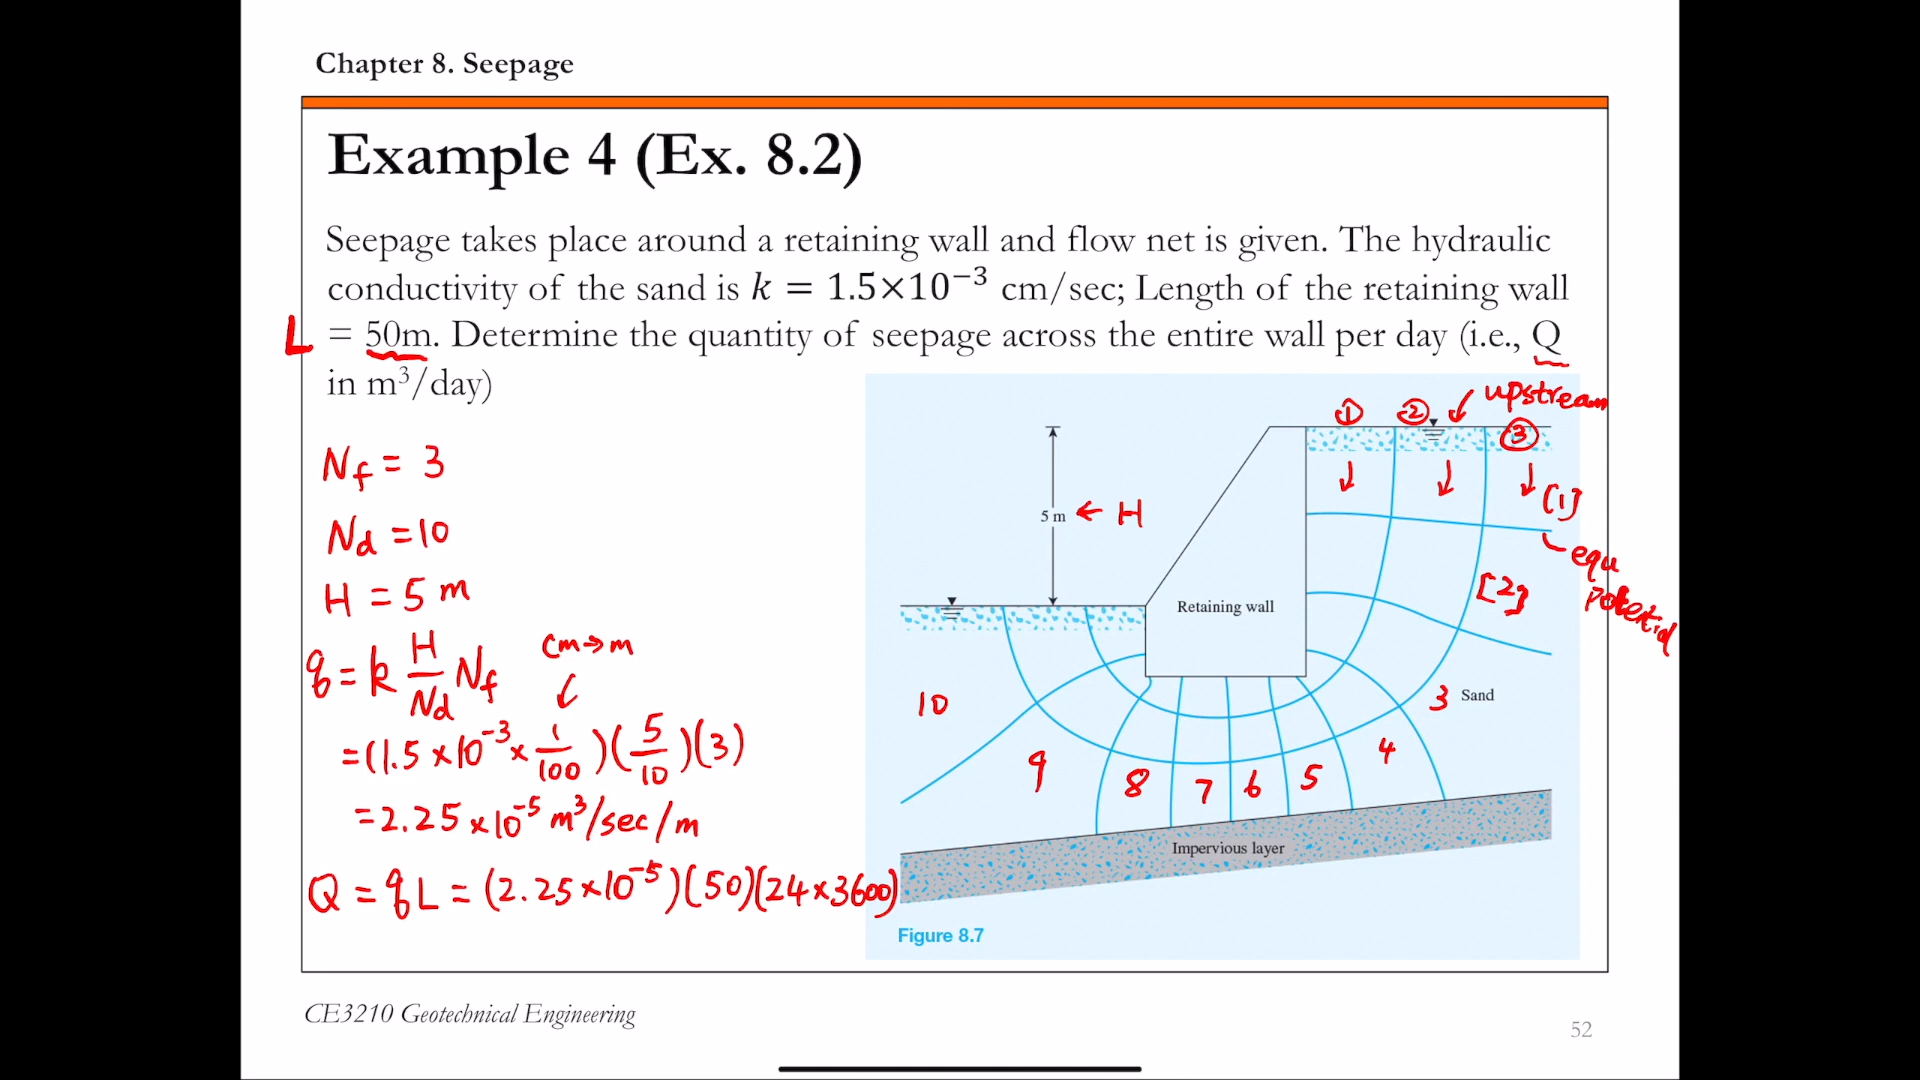 Chapter 8. Seepage
Example 4 (Ex. 8.2)
Seepage takes place around a retaining wall and flow net is given. The hydraulic
conductivity of the sand is k = 1.5×10⁻³ cm/sec; Length of the retaining wall
L = 50m. Determine the quantity of seepage across the entire wall per day (i.e., Q
in m³/day)
Nf = 3
Nd = 10
H = 5 m
cm→m
q = k H/Nd Nf
= (1.5 × 10⁻³ × 1/100)(5/10)(3)
= 2.25 × 10⁻⁵ m³/sec/m
Q = qL = (2.25 × 10⁻⁵)(50)(24×3600)
upstream
① ② ③
[1]
5 m ← H
equ
potential
[2]
Retaining wall
10
3 Sand
4
9 8 7 6 5
Impervious layer
Figure 8.7
CE3210 Geotechnical Engineering
52